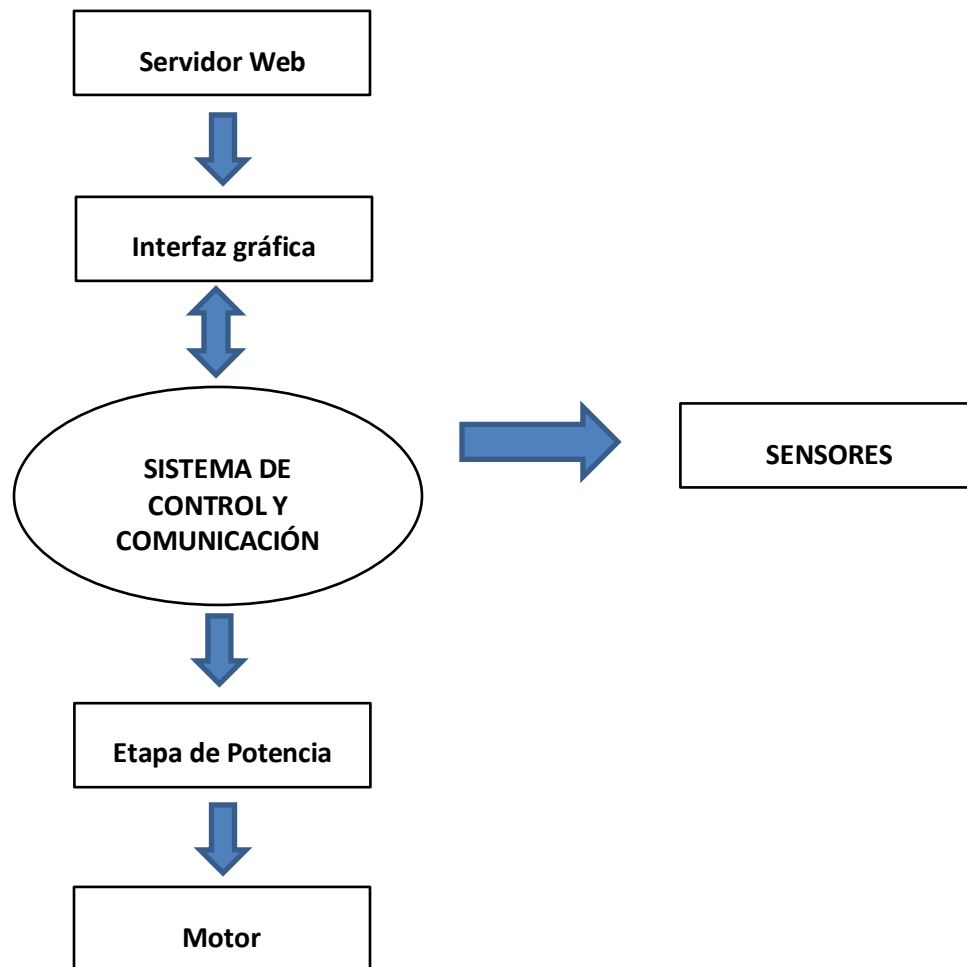 Servidor Web
Interfaz gráfica
SISTEMA DE
CONTROL Y
COMUNICACIÓN
SENSORES
Etapa de Potencia
Motor